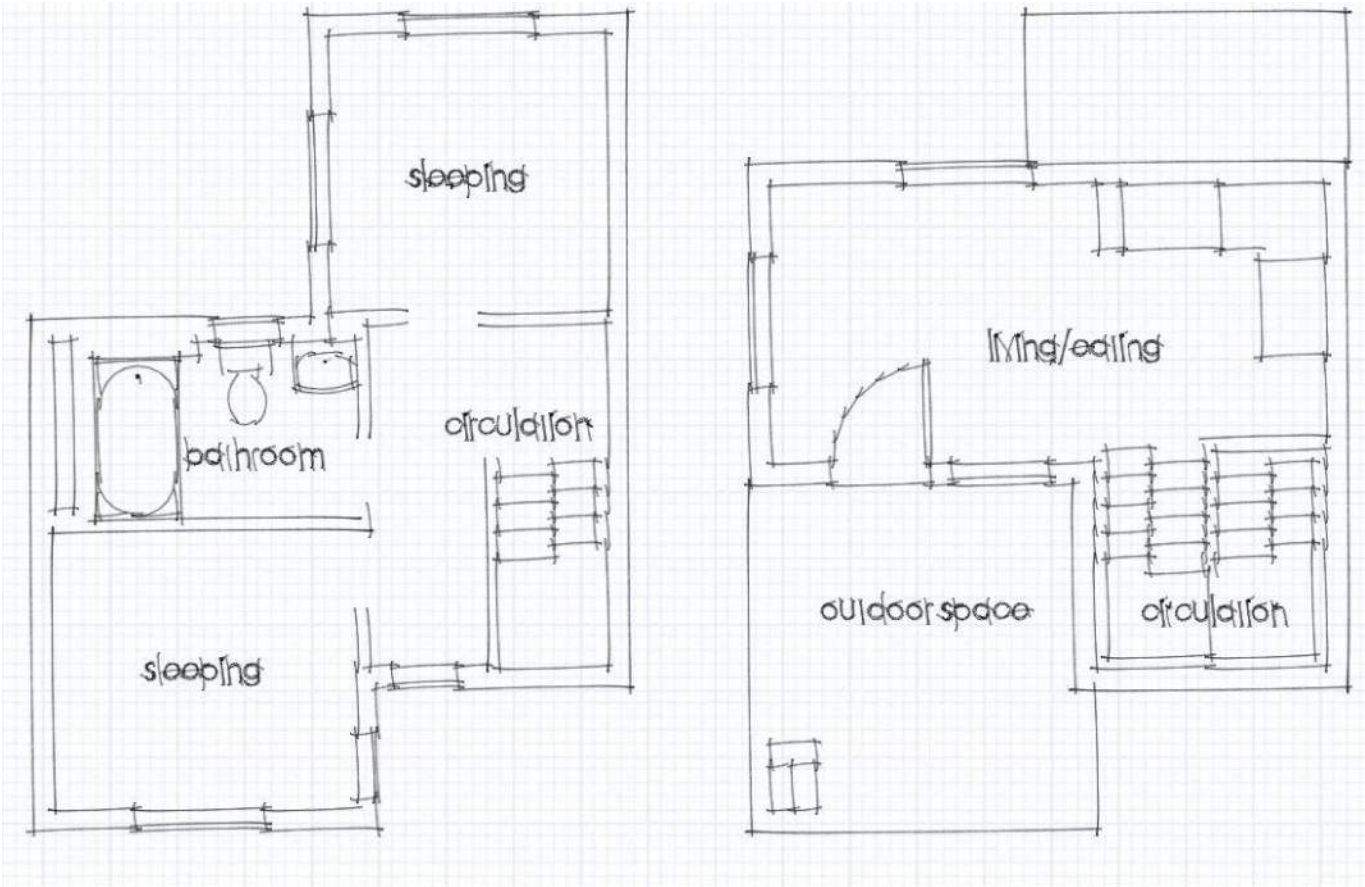 sleeping
living/eating
circulation
bathroom
outdoor space
circulation
sleeping